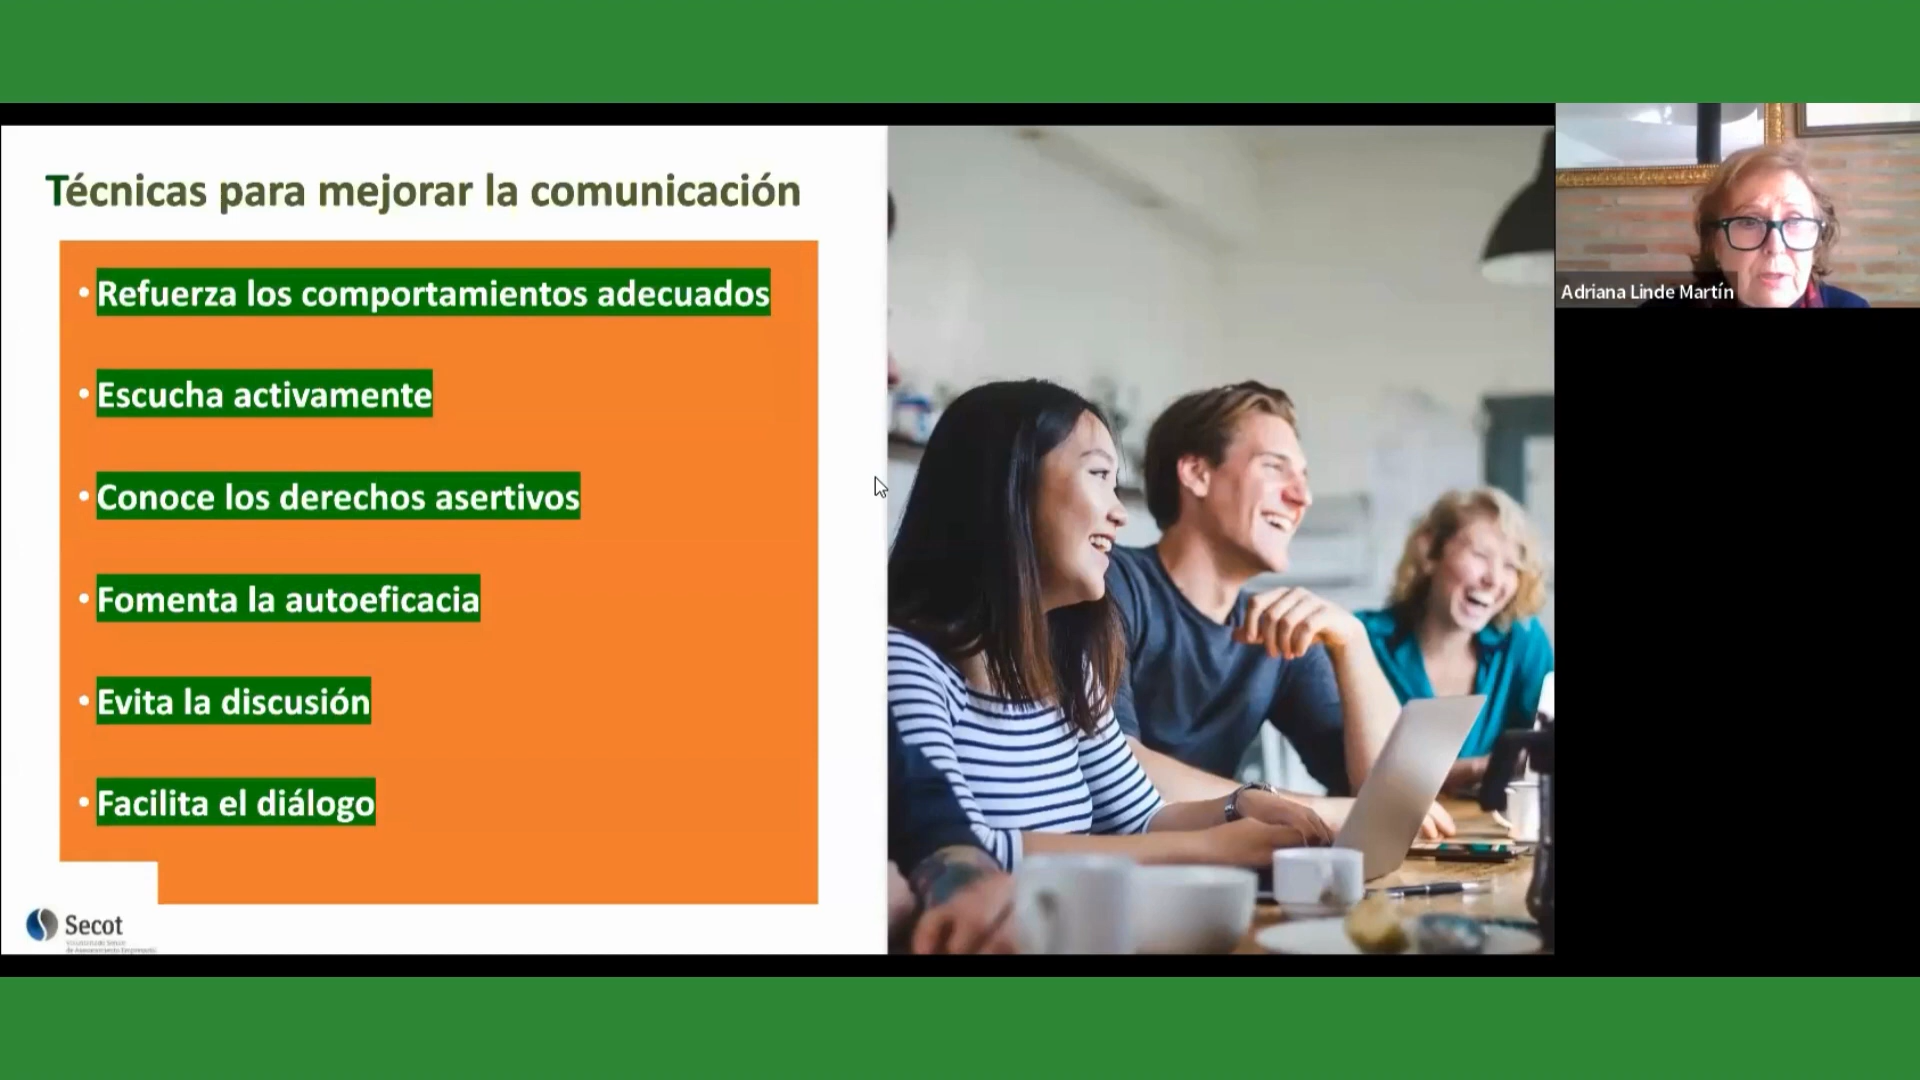 Técnicas para mejorar la comunicación
• Refuerza los comportamientos adecuados
• Escucha activamente
• Conoce los derechos asertivos
• Fomenta la autoeficacia
• Evita la discusión
• Facilita el diálogo
Secot
Adriana Linde Martín